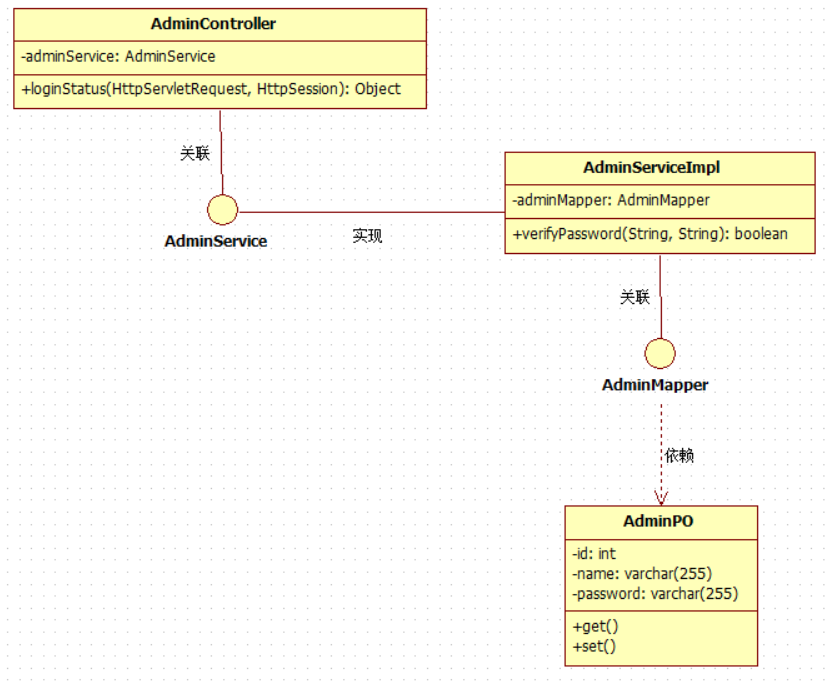 AdminController
-adminService: AdminService
+loginStatus(HttpServletRequest, HttpSession): Object
关联
AdminService
实现
AdminServiceImpl
-adminMapper: AdminMapper
+verifyPassword(String, String): boolean
关联
AdminMapper
依赖
AdminPO
-id: int
-name: varchar(255)
-password: varchar(255)
+get()
+set()